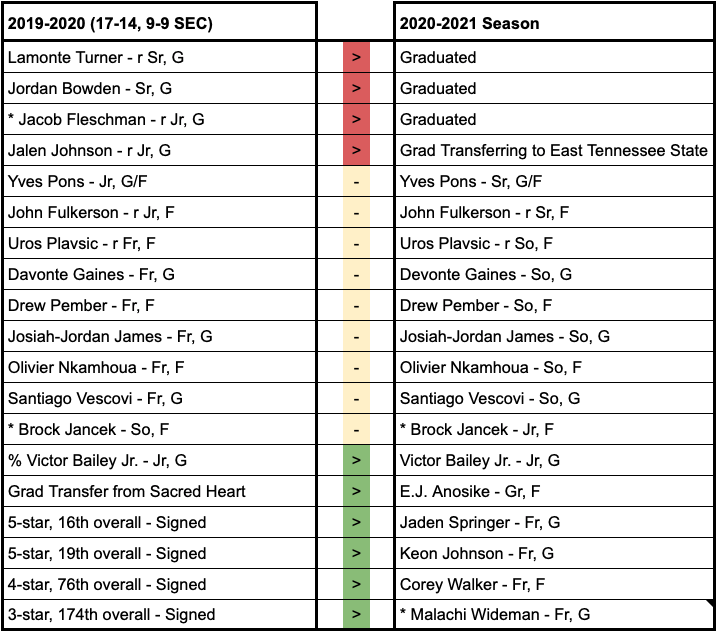 2019-2020 (17-14, 9-9 SEC) 2020-2021 Season
Lamonte Turner - r Sr, G > Graduated
Jordan Bowden - Sr, G > Graduated
* Jacob Fleschman - r Jr, G > Graduated
Jalen Johnson - r Jr, G > Grad Transferring to East Tennessee State
Yves Pons - Jr, G/F - Yves Pons - Sr, G/F
John Fulkerson - r Jr, F - John Fulkerson - r Sr, F
Uros Plavsic - r Fr, F - Uros Plavsic - r So, F
Davonte Gaines - Fr, G - Devonte Gaines - So, G
Drew Pember - Fr, F - Drew Pember - So, F
Josiah-Jordan James - Fr, G - Josiah-Jordan James - So, G
Olivier Nkamhoua - Fr, F - Olivier Nkamhoua - So, F
Santiago Vescovi - Fr, G - Santiago Vescovi - So, G
* Brock Jancek - So, F - * Brock Jancek - Jr, F
% Victor Bailey Jr. - Jr, G > Victor Bailey Jr. - Jr, G
Grad Transfer from Sacred Heart > E.J. Anosike - Gr, F
5-star, 16th overall - Signed > Jaden Springer - Fr, G
5-star, 19th overall - Signed > Keon Johnson - Fr, G
4-star, 76th overall - Signed > Corey Walker - Fr, F
3-star, 174th overall - Signed > * Malachi Wideman - Fr, G